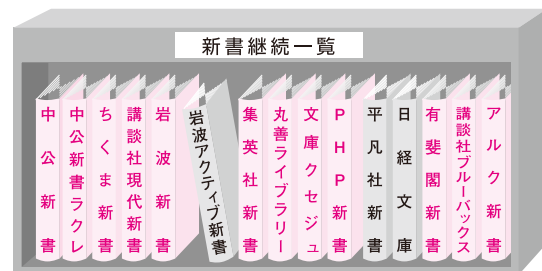 新書継続一覧
中公新書
中公新書ラクレ
ちくま新書
講談社現代新書
岩波新書
岩波アクティブ新書
集英社新書
丸善ライブラリー
文庫クセジュ
PHP新書
平凡社新書
日経文庫
有斐閣新書
講談社ブルーバックス
アルク新書